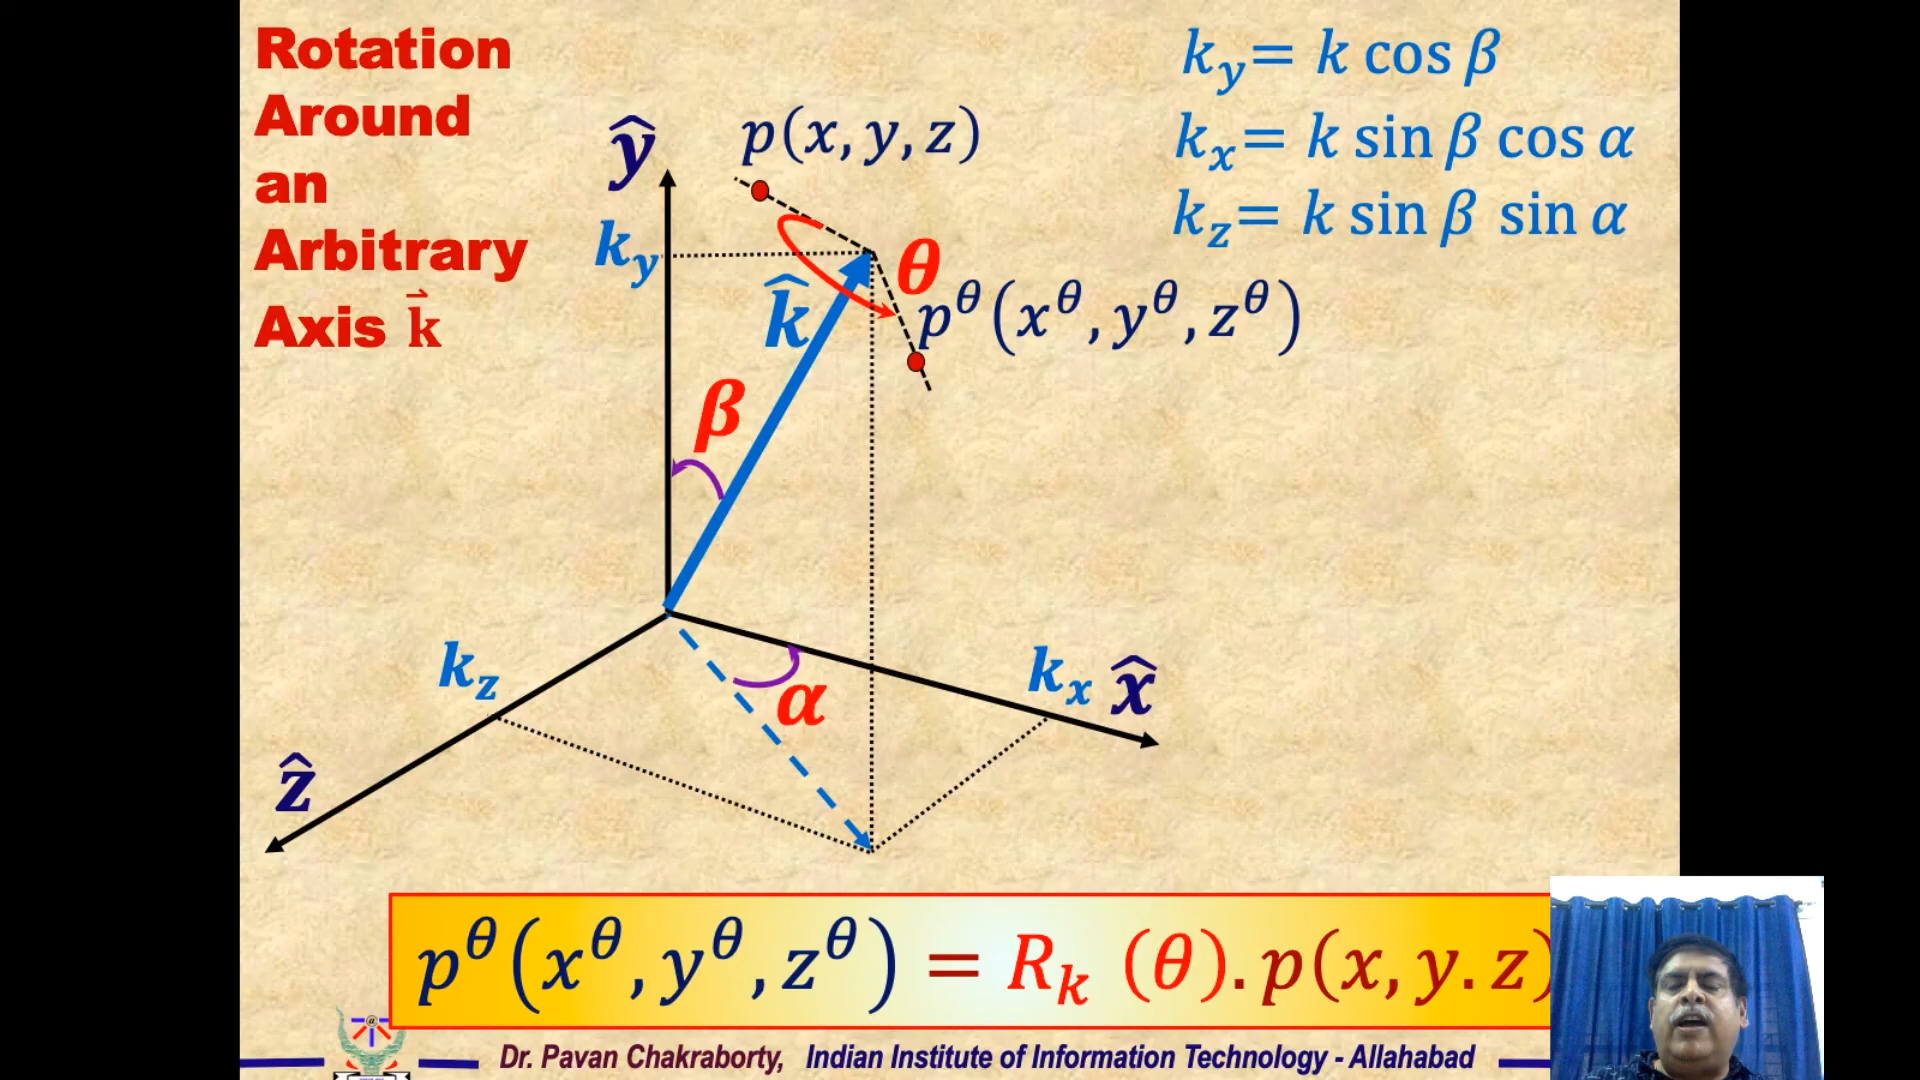 Rotation
Around
an
Arbitrary
Axis k⃗
k_y = k cos β
k_x = k sin β cos α
k_z = k sin β sin α
ŷ
p(x, y, z)
k_y
θ
k̂
p^θ(x^θ, y^θ, z^θ)
β
k_z
α
k_x x̂
ẑ
p^θ(x^θ, y^θ, z^θ) = R_k (θ).p(x, y.z)
Dr. Pavan Chakraborty, Indian Institute of Information Technology - Allahabad